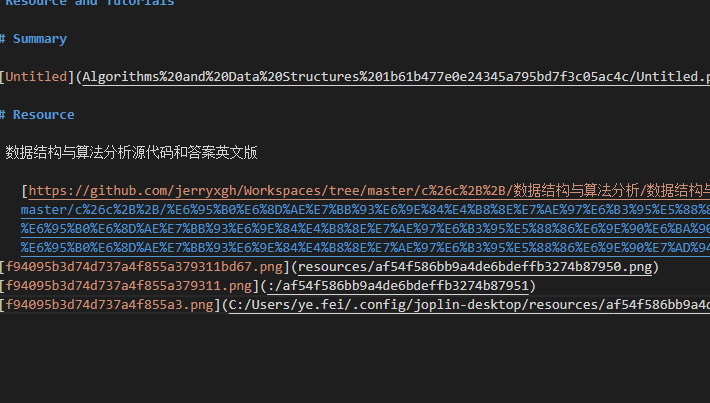 Resource and Tutorials
# Summary
[Untitled](Algorithms%20and%20Data%20Structures%201b61b477e0e24345a795bd7f3c05ac4c/Untitled.p
# Resource
数据结构与算法分析源代码和答案英文版
[https://github.com/jerryxgh/Workspaces/tree/master/c%26c%2B%2B/数据结构与算法分析/数据结构与
master/c%26c%2B%2B/%E6%95%B0%E6%8D%AE%E7%BB%93%E6%9E%84%E4%B8%8E%E7%AE%97%E6%B3%95%E5%88%8
%E6%95%B0%E6%8D%AE%E7%BB%93%E6%9E%84%E4%B8%8E%E7%AE%97%E6%B3%95%E5%88%86%E6%9E%90%E6%BA%90
%E6%95%B0%E6%8D%AE%E7%BB%93%E6%9E%84%E4%B8%8E%E7%AE%97%E6%B3%95%E5%88%86%E6%9E%90%E7%AD%94
[f94095b3d74d737a4f855a379311bd67.png](resources/af54f586bb9a4de6bdeffb3274b87950.png)
[f94095b3d74d737a4f855a379311.png](:/af54f586bb9a4de6bdeffb3274b87951)
[f94095b3d74d737a4f855a3.png](C:/Users/ye.fei/.config/joplin-desktop/resources/af54f586bb9a4d